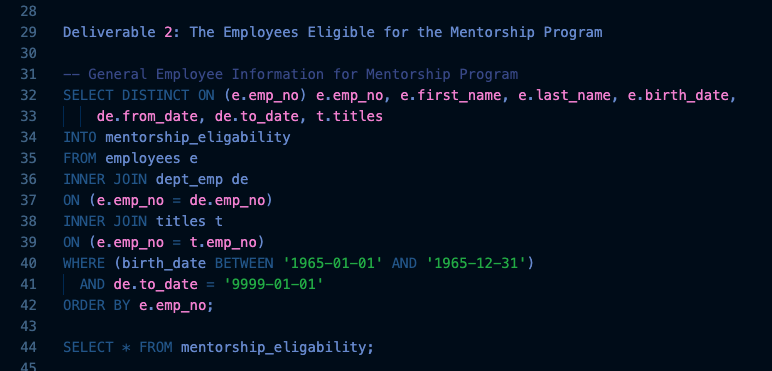 28
29 Deliverable 2: The Employees Eligible for the Mentorship Program
30
31 -- General Employee Information for Mentorship Program
32 SELECT DISTINCT ON (e.emp_no) e.emp_no, e.first_name, e.last_name, e.birth_date,
33 de.from_date, de.to_date, t.titles
34 INTO mentorship_eligability
35 FROM employees e
36 INNER JOIN dept_emp de
37 ON (e.emp_no = de.emp_no)
38 INNER JOIN titles t
39 ON (e.emp_no = t.emp_no)
40 WHERE (birth_date BETWEEN '1965-01-01' AND '1965-12-31')
41 AND de.to_date = '9999-01-01'
42 ORDER BY e.emp_no;
43
44 SELECT * FROM mentorship_eligability;
45